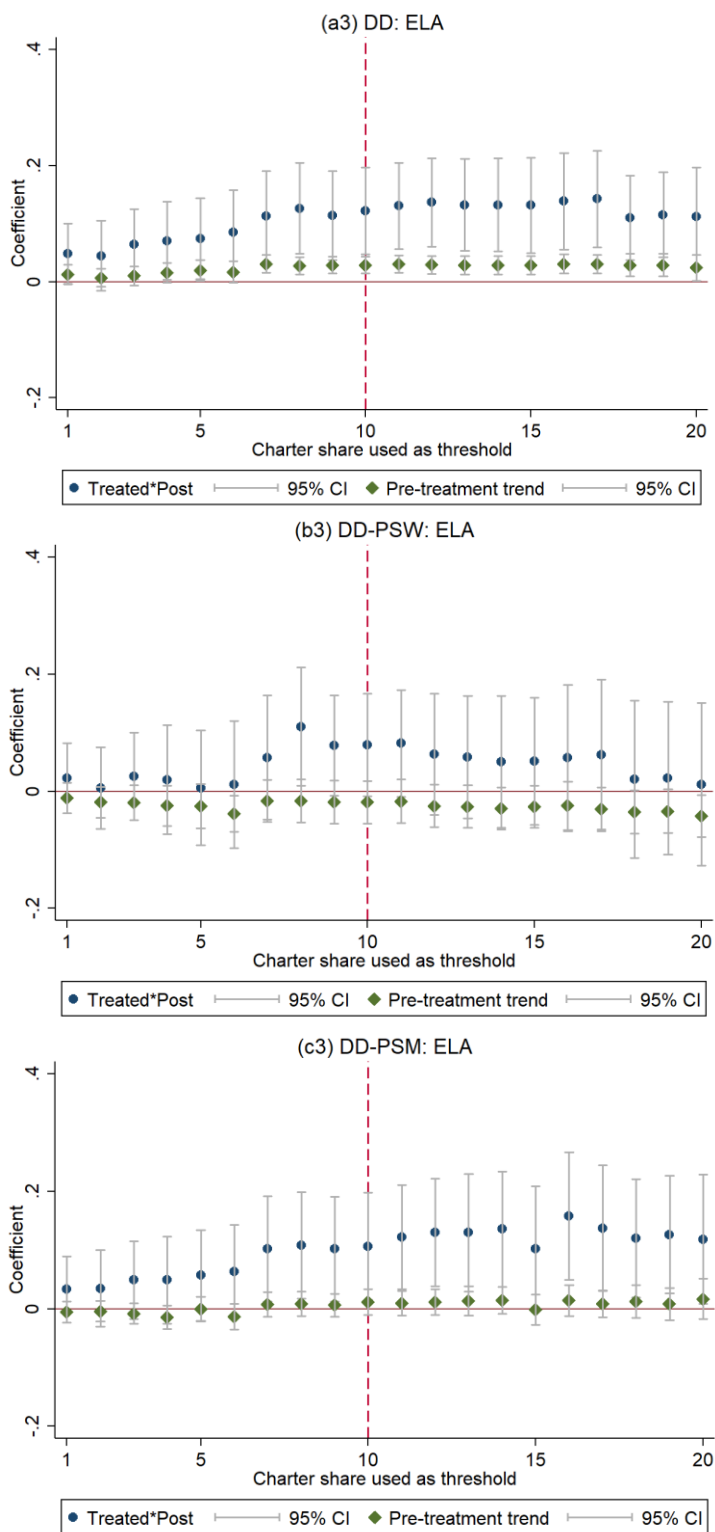 (a3) DD: ELA
.4
.2
0
-.2
Coefficient
1 5 10 15 20
Charter share used as threshold
Treated*Post 95% CI Pre-treatment trend 95% CI
(b3) DD-PSW: ELA
.4
.2
0
-.2
Coefficient
1 5 10 15 20
Charter share used as threshold
Treated*Post 95% CI Pre-treatment trend 95% CI
(c3) DD-PSM: ELA
.4
.2
0
-.2
Coefficient
1 5 10 15 20
Charter share used as threshold
Treated*Post 95% CI Pre-treatment trend 95% CI